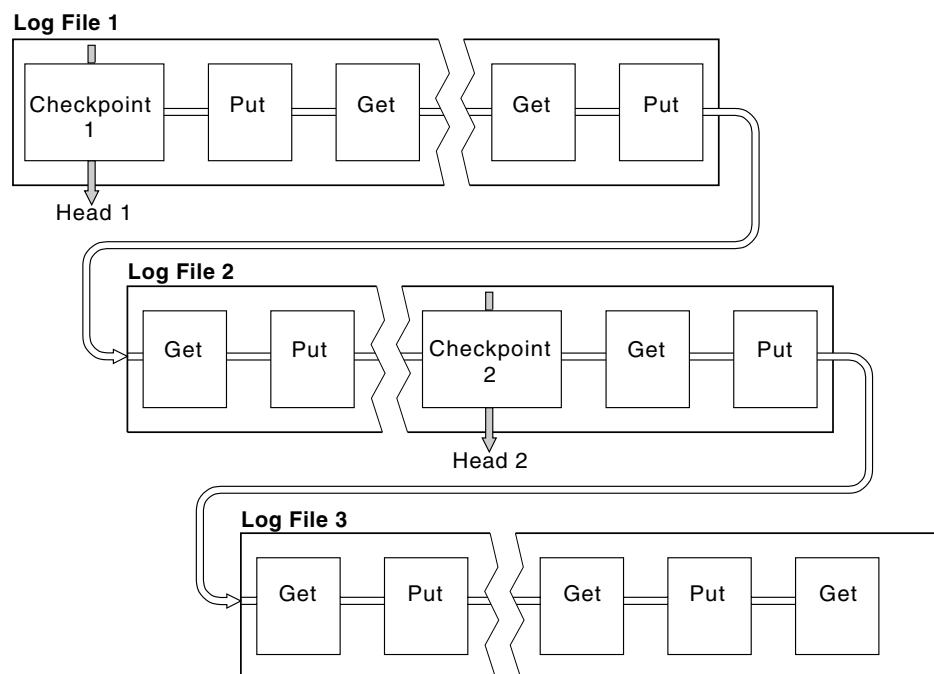 Log File 1
Checkpoint
1
Put
Get
Get
Put
Head 1
Log File 2
Get
Put
Checkpoint
2
Get
Put
Head 2
Log File 3
Get
Put
Get
Put
Get